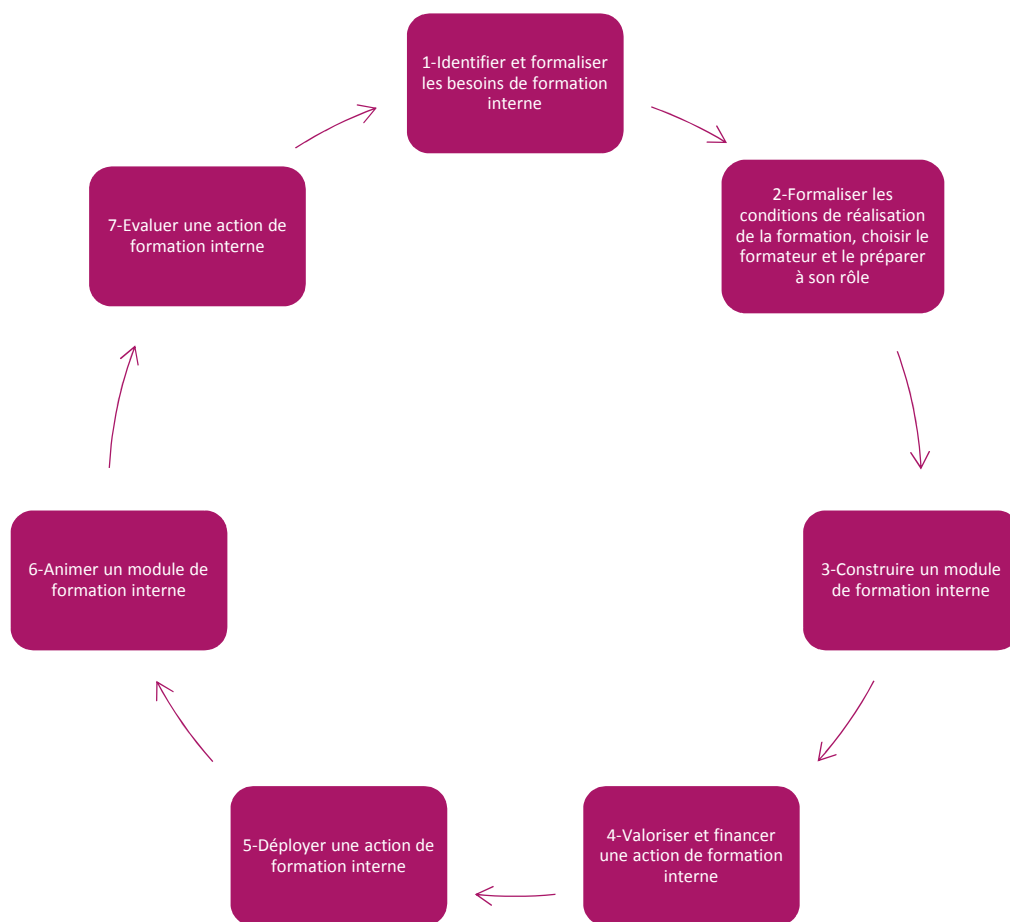 1-Identifier et formaliser
les besoins de formation
interne
2-Formaliser les
conditions de réalisation
de la formation, choisir le
formateur et le préparer
à son rôle
3-Construire un module
de formation interne
4-Valoriser et financer
une action de formation
interne
5-Déployer une action de
formation interne
6-Animer un module de
formation interne
7-Evaluer une action de
formation interne